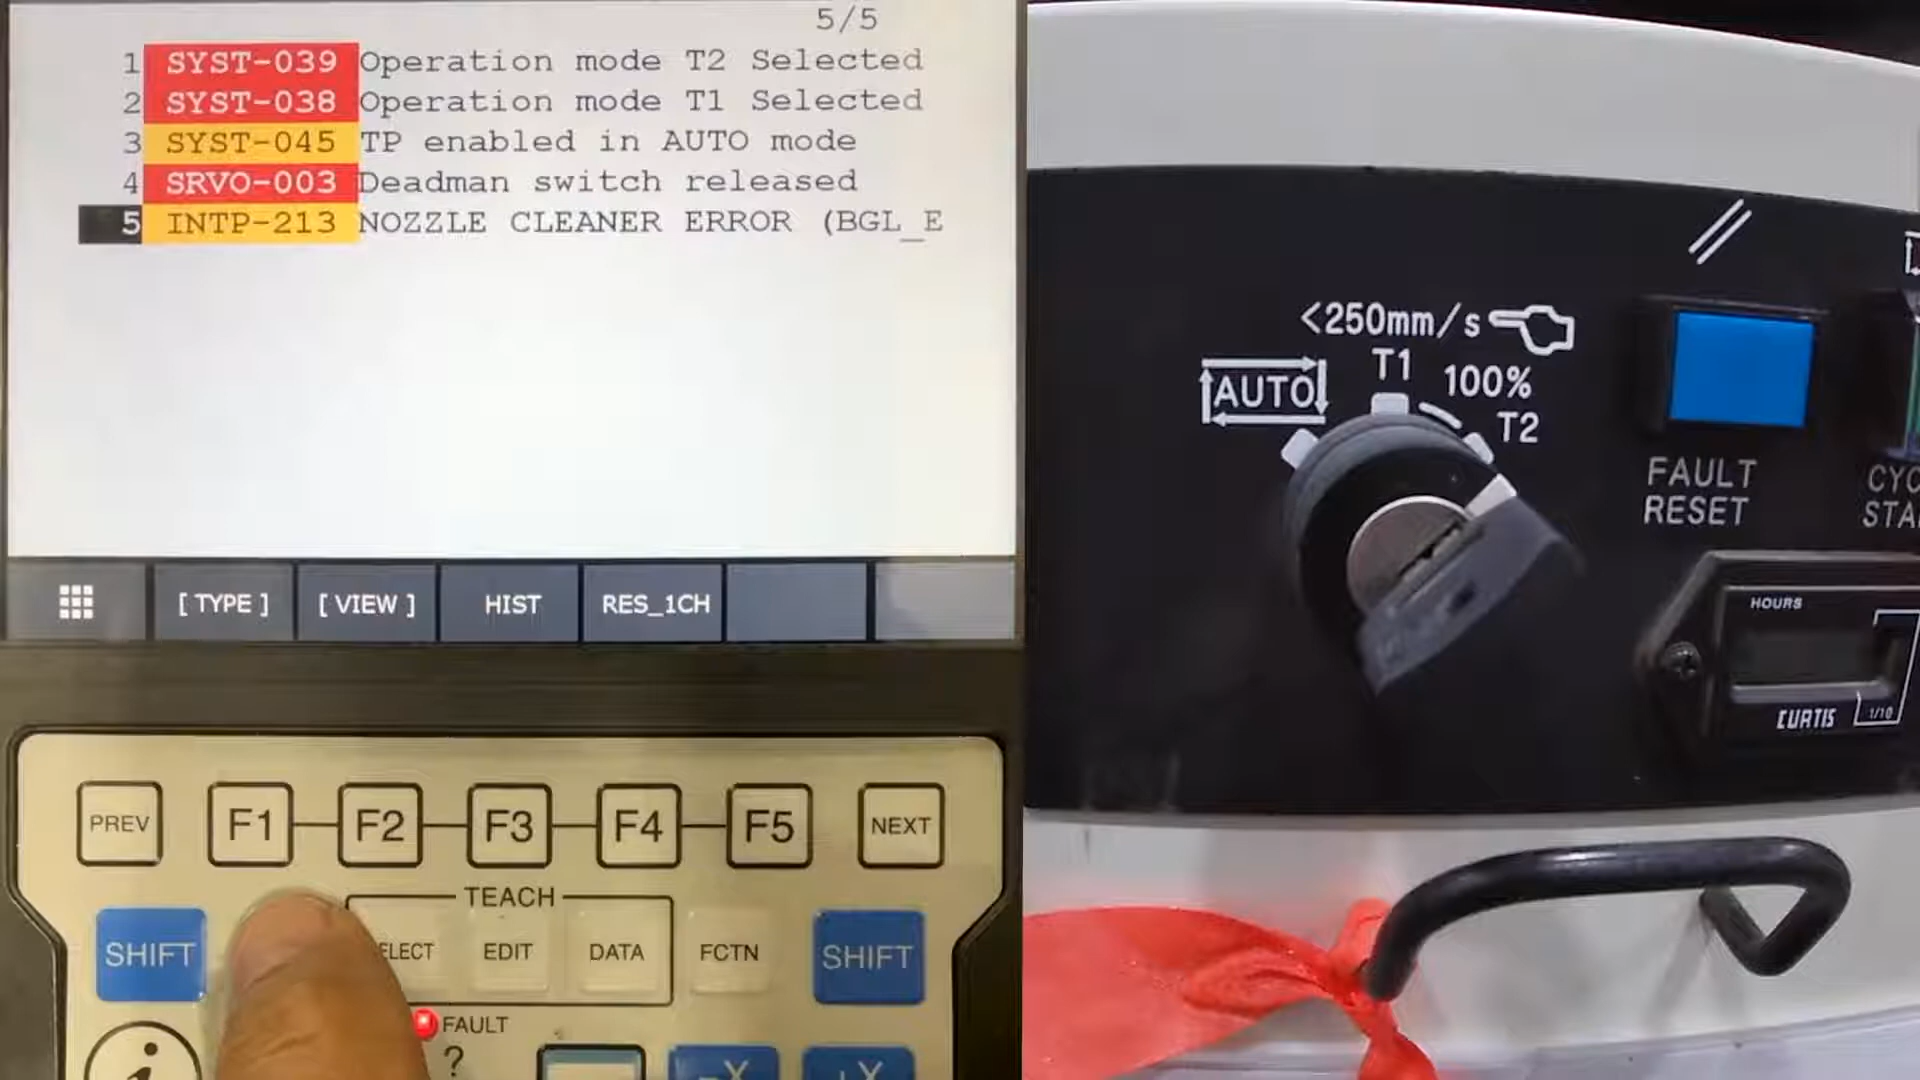 5/5
1 SYST-039 Operation mode T2 Selected
2 SYST-038 Operation mode T1 Selected
3 SYST-045 TP enabled in AUTO mode
4 SRVO-003 Deadman switch released
5 INTP-213 NOZZLE CLEANER ERROR (BGL_E
[ TYPE ] [ VIEW ] HIST RES_1CH
PREV F1 F2 F3 F4 F5 NEXT
TEACH
SHIFT ELECT EDIT DATA FCTN SHIFT
FAULT
i ? -X +X
<250mm/s
T1
AUTO 100%
T2
FAULT
RESET
CYC
STA
HOURS
CURTIS 1/10